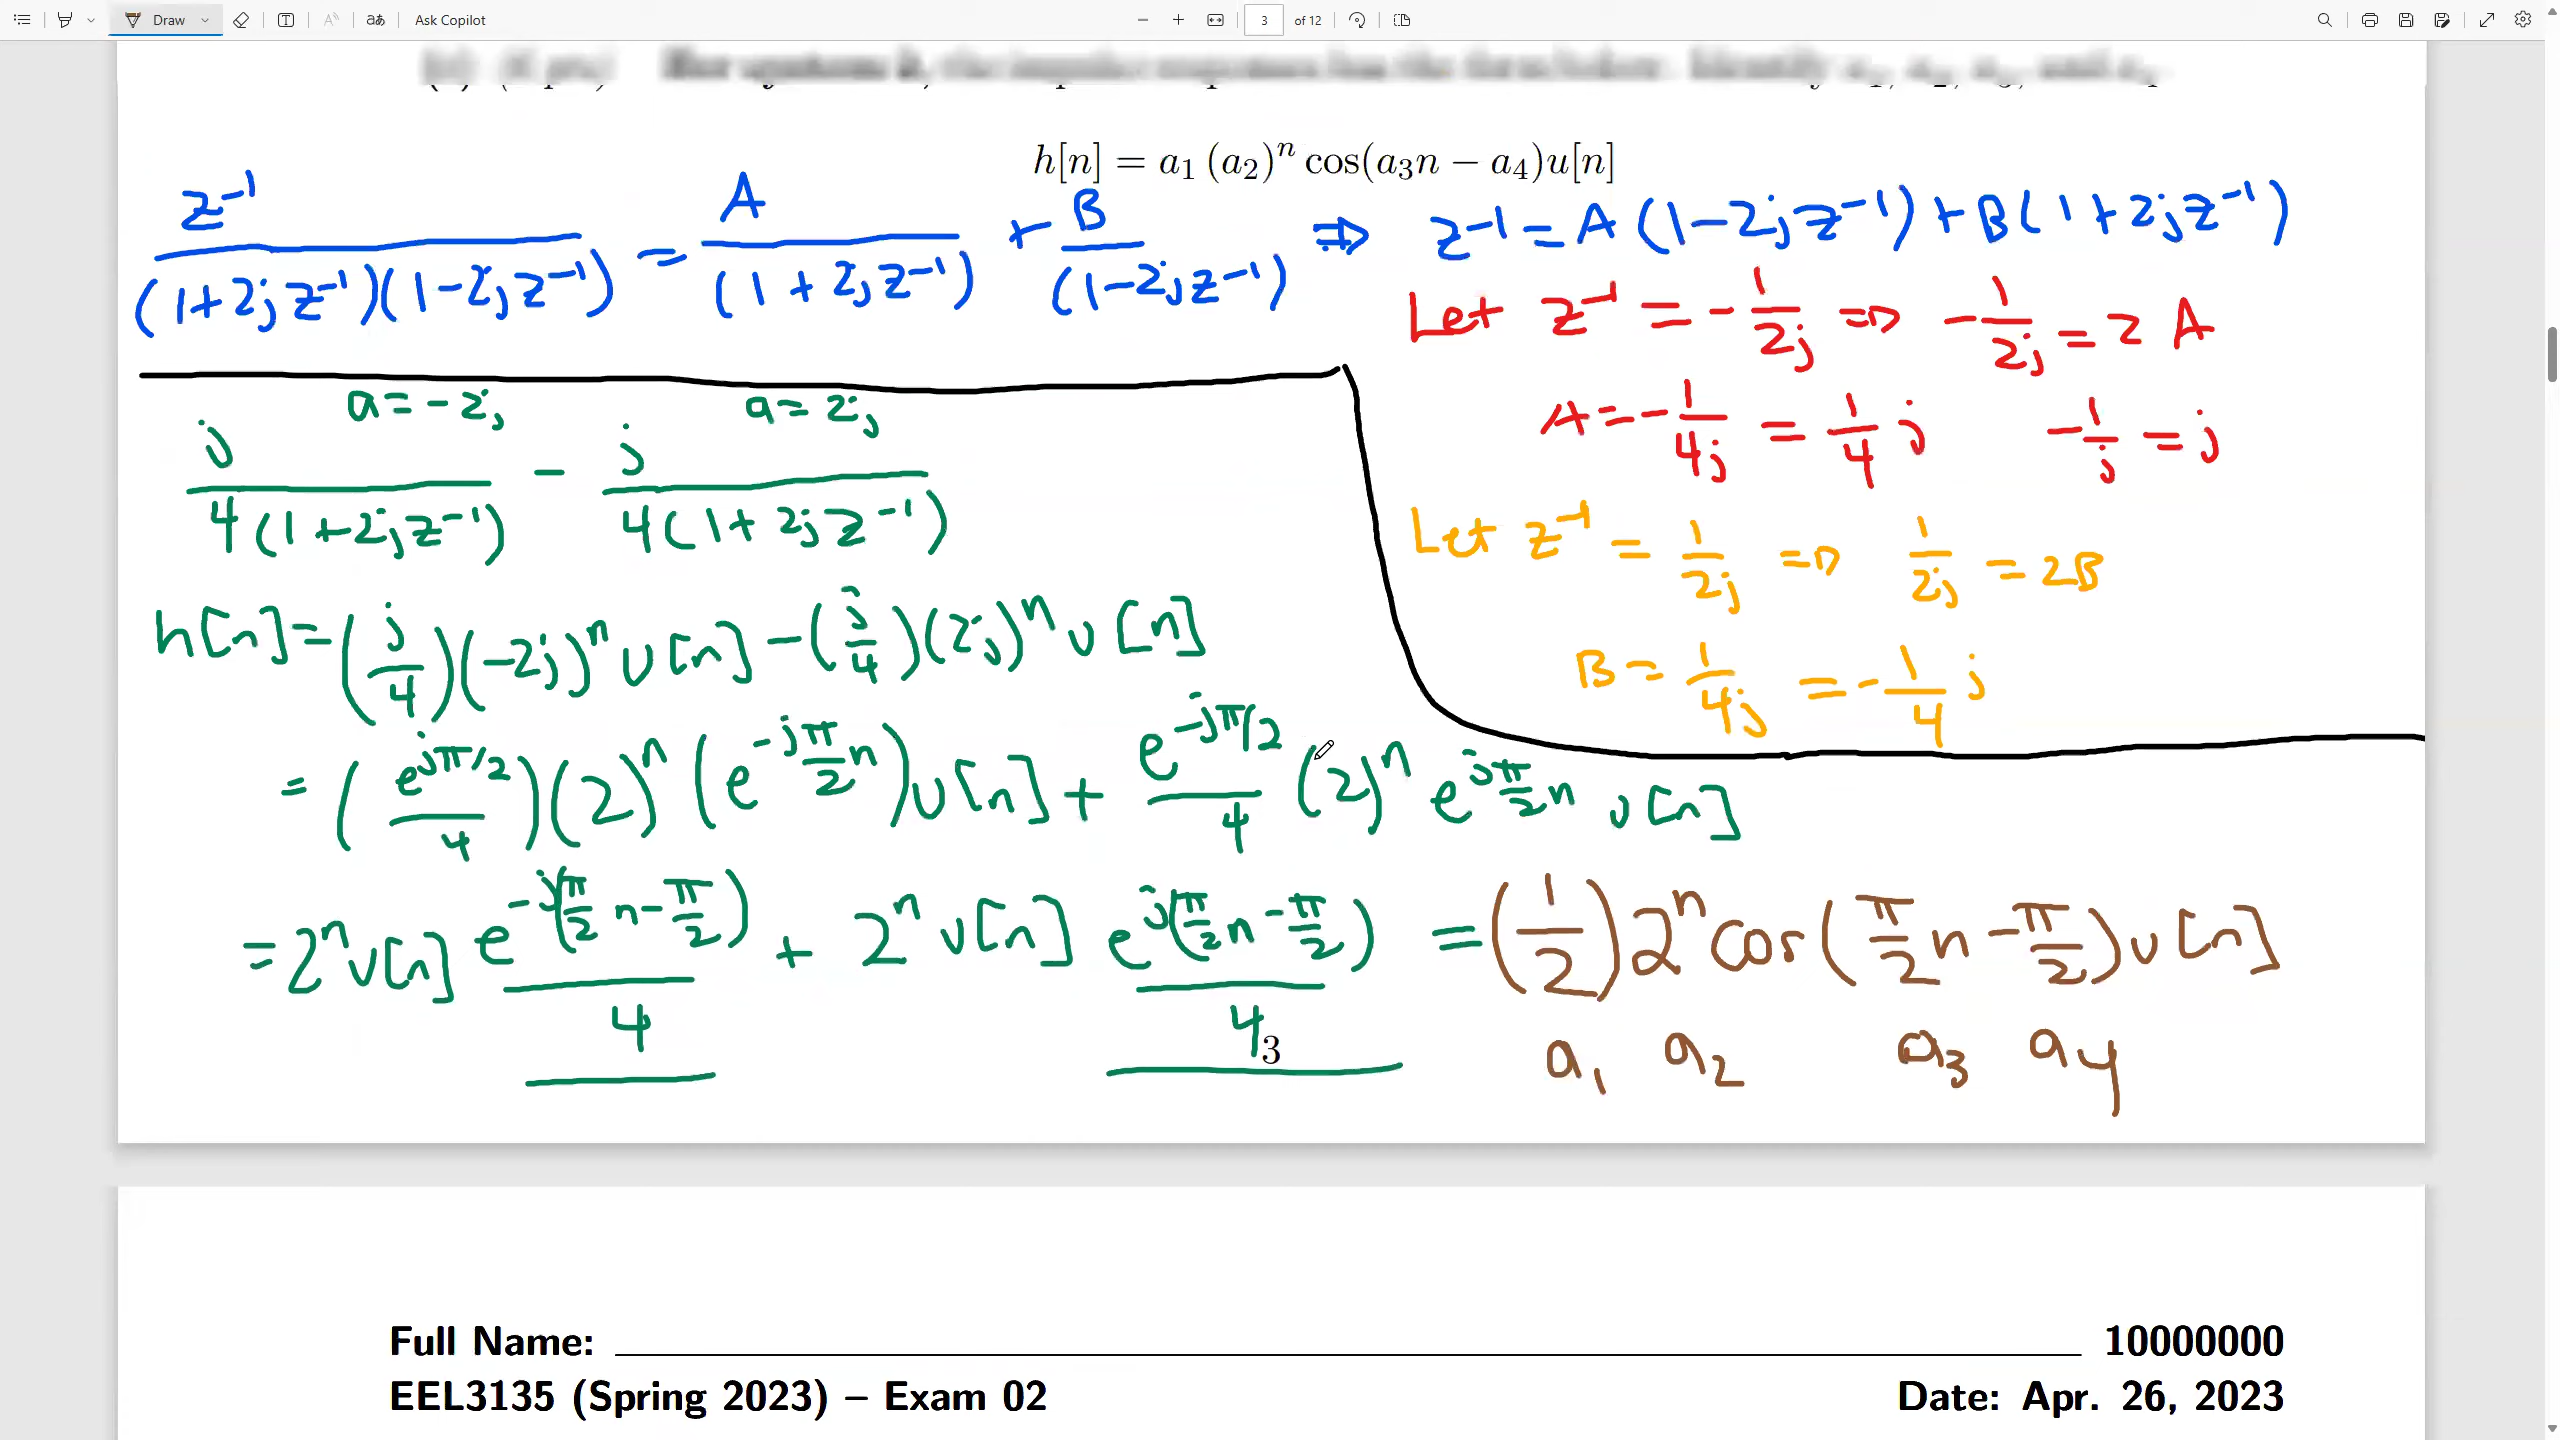 Draw
Ask Copilot
3 of 12
h[n] = a₁ (a₂)ⁿ cos(a₃n − a₄)u[n]
z⁻¹/((1+2jz⁻¹)(1−2jz⁻¹)) = A/(1+2jz⁻¹) + B/(1−2jz⁻¹) ⇒ z⁻¹ = A(1−2jz⁻¹) + B(1+2jz⁻¹)
Let z⁻¹ = −1/2j ⇒ −1/2j = 2A
A = −1/4j = 1/4 j −1/j = j
Let z⁻¹ = 1/2j ⇒ 1/2j = 2B
B = 1/4j = −1/4 j
a = −2j a = 2j
j/4(1+2jz⁻¹) − j/4(1+2jz⁻¹)
h[n] = (j/4)(−2j)ⁿ u[n] − (j/4)(2j)ⁿ u[n]
= (e^(jπ/2)/4)(2)ⁿ(e^(−jπ/2 n))u[n] + e^(−jπ/2)/4 (2)ⁿ e^(jπ/2 n) u[n]
= 2ⁿu[n] e^(−j(π/2 n − π/2))/4 + 2ⁿ u[n] e^(j(π/2 n − π/2))/4 = (1/2) 2ⁿ cos(π/2 n − π/2) u[n]
a₁ a₂ a₃ a₄
3
Full Name: 10000000
EEL3135 (Spring 2023) – Exam 02 Date: Apr. 26, 2023